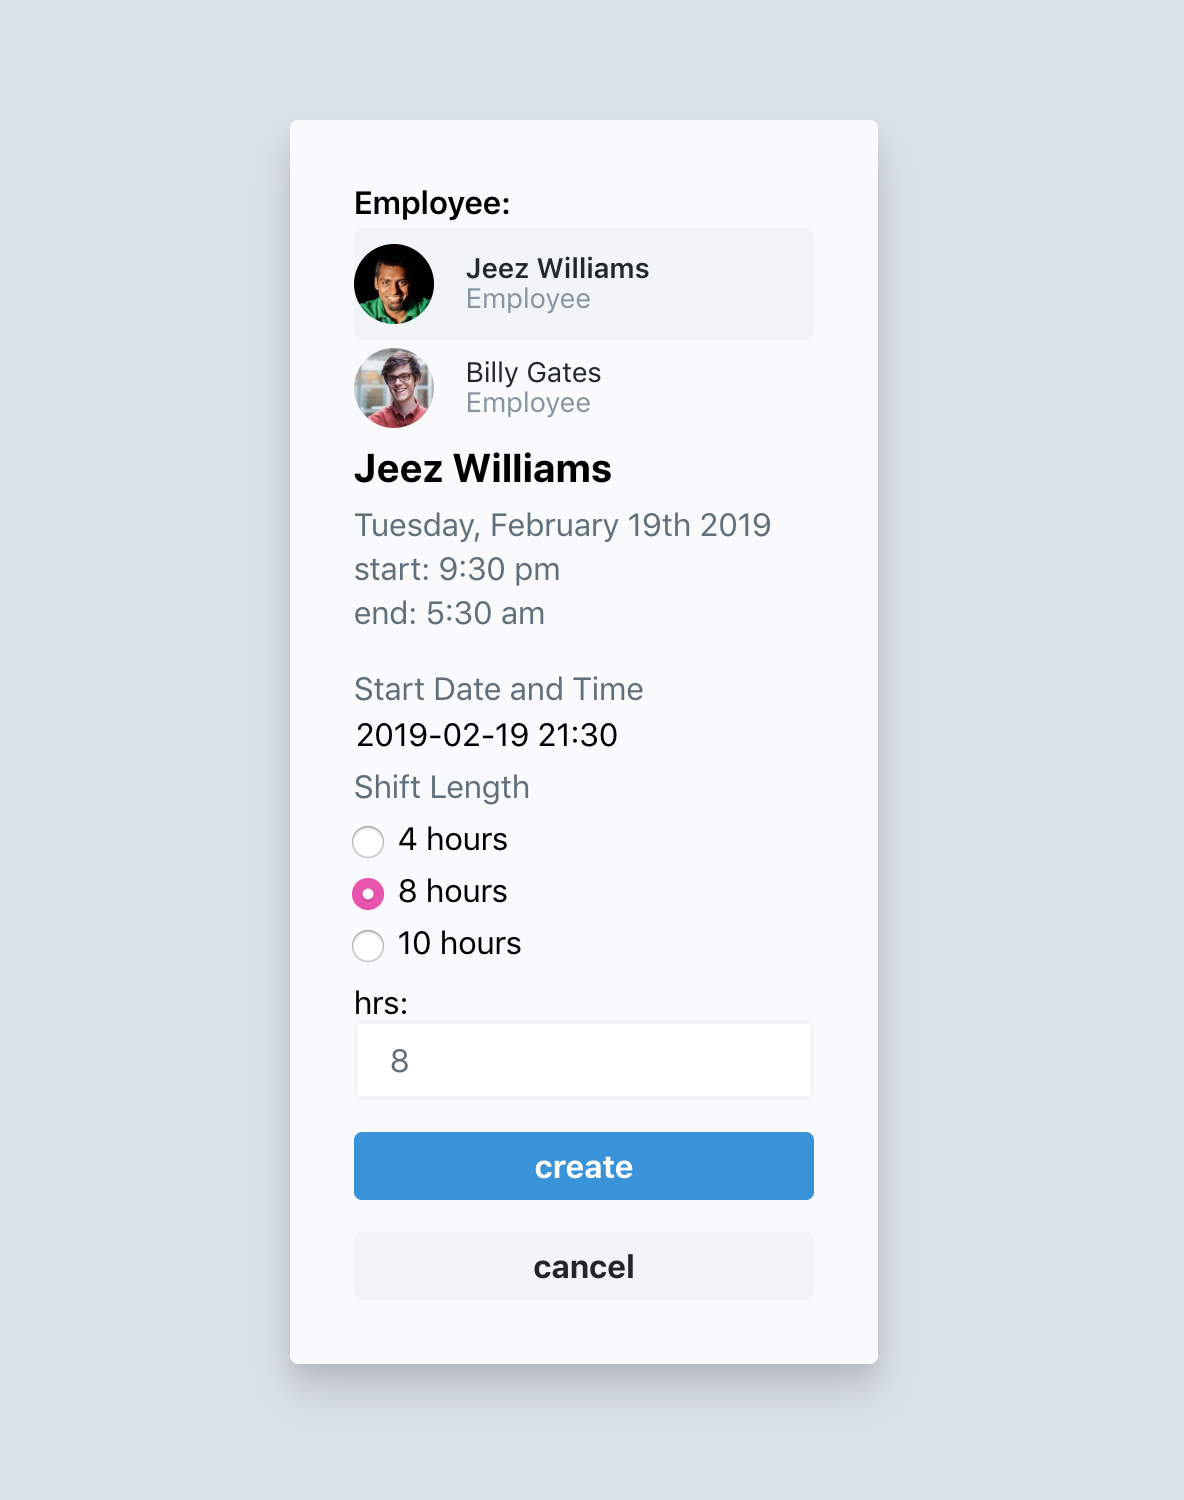 Employee:
Jeez Williams
Employee
Billy Gates
Employee
Jeez Williams
Tuesday, February 19th 2019
start: 9:30 pm
end: 5:30 am
Start Date and Time
2019-02-19 21:30
Shift Length
4 hours
8 hours
10 hours
hrs:
8
create
cancel